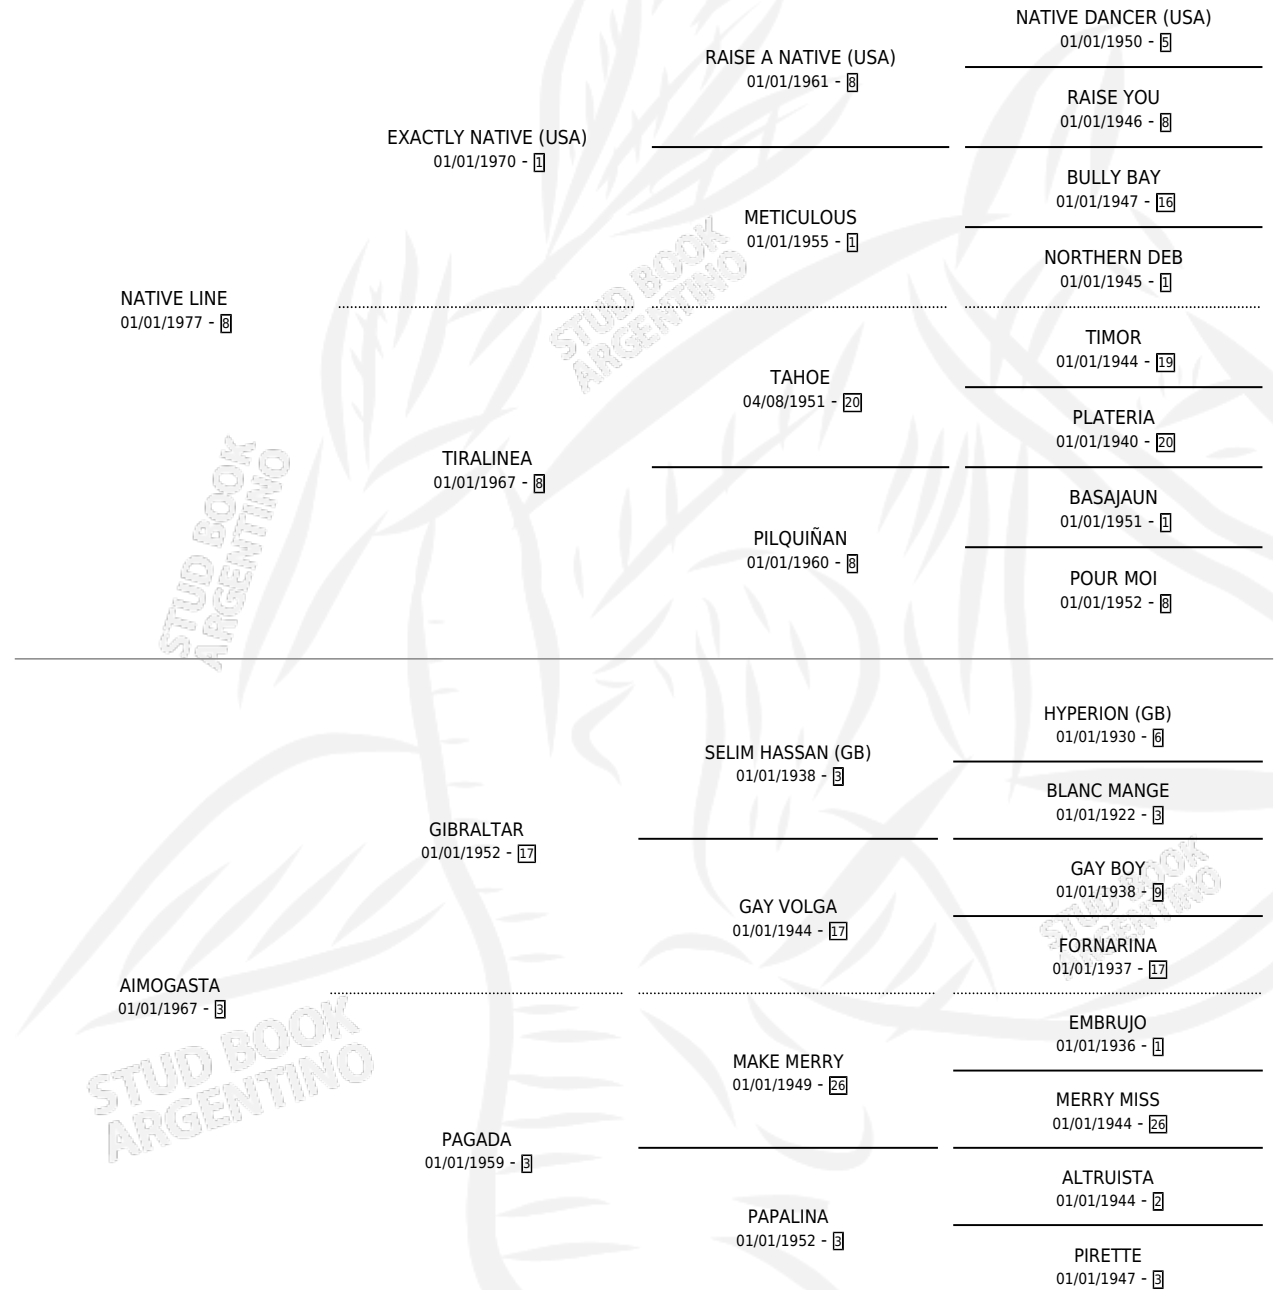 NATIVE DANCER (USA)
01/01/1950 - 5
RAISE A NATIVE (USA)
01/01/1961 - 8
RAISE YOU
01/01/1946 - 8
EXACTLY NATIVE (USA)
01/01/1970 - 1
BULLY BAY
01/01/1947 - 16
METICULOUS
01/01/1955 - 1
NORTHERN DEB
01/01/1945 - 1
NATIVE LINE
01/01/1977 - 8
STUD BOOK
ARGENTINO
TIMOR
01/01/1944 - 19
TAHOE
04/08/1951 - 20
PLATERIA
01/01/1940 - 20
TIRALINEA
01/01/1967 - 8
BASAJAUN
01/01/1951 - 1
PILQUIÑAN
01/01/1960 - 8
POUR MOI
01/01/1952 - 8
STUD BOOK
ARGENTINO
HYPERION (GB)
01/01/1930 - 6
SELIM HASSAN (GB)
01/01/1938 - 3
BLANC MANGE
01/01/1922 - 3
GIBRALTAR
01/01/1952 - 17
GAY BOY
01/01/1938 - 9
GAY VOLGA
01/01/1944 - 17
FORNARINA
01/01/1937 - 17
STUD BOOK
ARGENTINO
AIMOGASTA
01/01/1967 - 3
EMBRUJO
01/01/1936 - 1
MAKE MERRY
01/01/1949 - 26
MERRY MISS
01/01/1944 - 26
STUD BOOK
ARGENTINO
PAGADA
01/01/1959 - 3
ALTRUISTA
01/01/1944 - 2
PAPALINA
01/01/1952 - 3
PIRETTE
01/01/1947 - 3